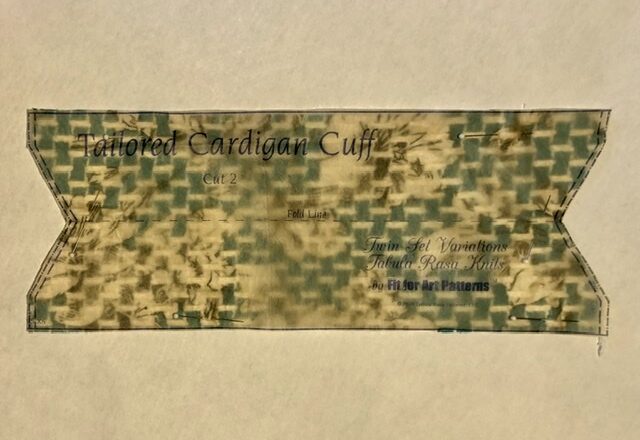 Tailored Cardigan Cuff
Cut 2
Fold Line
Twin Set Variations
Tabula Rasa Knits
by Fit for Art Patterns